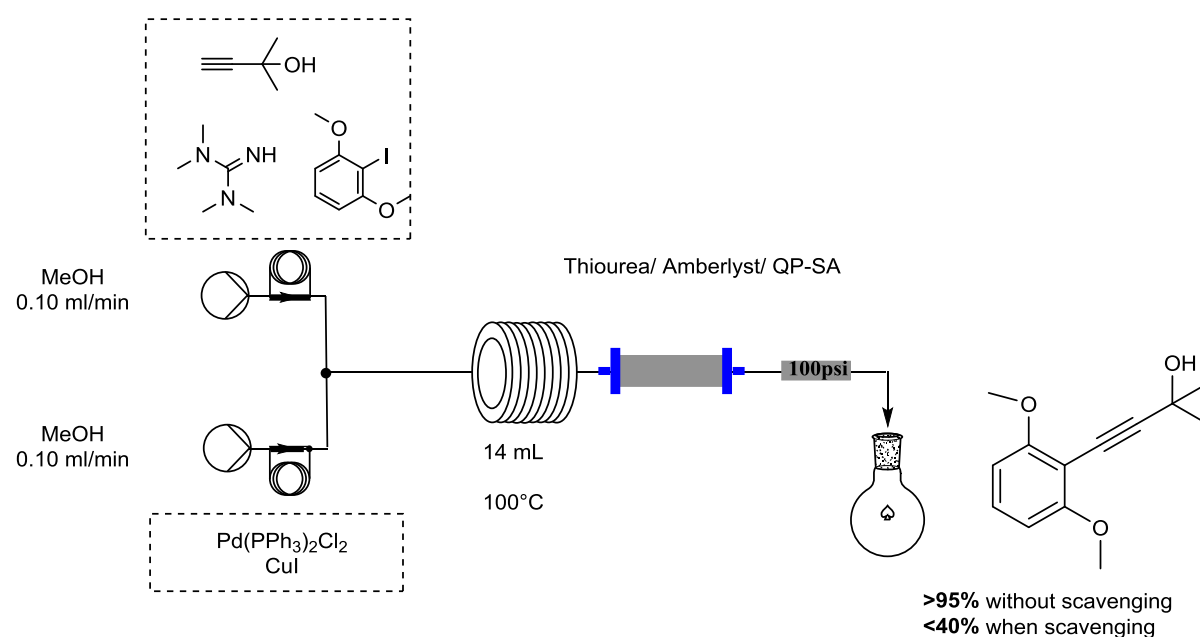 OH
N
NH
N
O
I
O
MeOH
0.10 ml/min
Thiourea/ Amberlyst/ QP-SA
100psi
MeOH
0.10 ml/min
14 mL
100°C
Pd(PPh3)2Cl2
CuI
OH
O
O
>95% without scavenging
<40% when scavenging